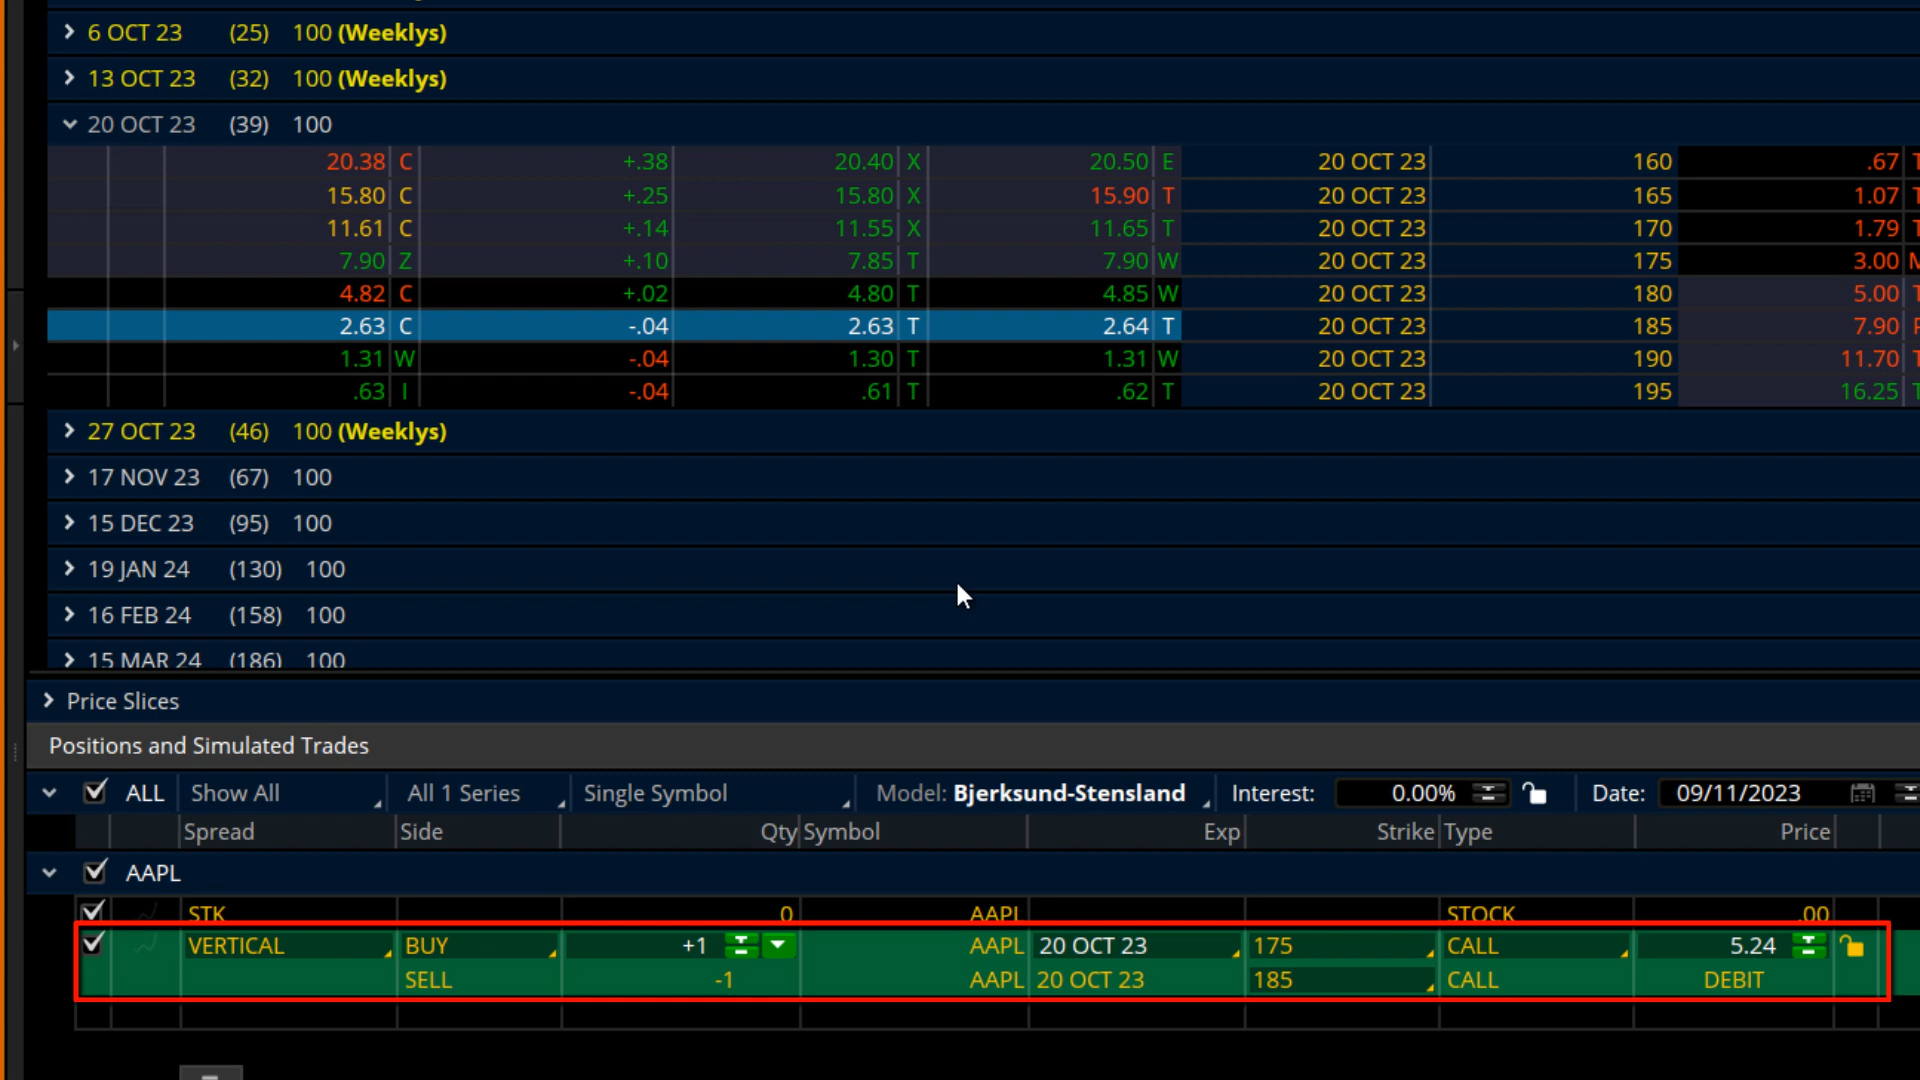 6 OCT 23 (25) 100 (Weeklys)
13 OCT 23 (32) 100 (Weeklys)
20 OCT 23 (39) 100
20.38 C +.38 20.40 X 20.50 E 20 OCT 23 160 .67
15.80 C +.25 15.80 X 15.90 T 20 OCT 23 165 1.07
11.61 C +.14 11.55 X 11.65 T 20 OCT 23 170 1.79
7.90 Z +.10 7.85 T 7.90 W 20 OCT 23 175 3.00
4.82 C +.02 4.80 T 4.85 W 20 OCT 23 180 5.00
2.63 C -.04 2.63 T 2.64 T 20 OCT 23 185 7.90
1.31 W -.04 1.30 T 1.31 W 20 OCT 23 190 11.70
.63 I -.04 .61 T .62 T 20 OCT 23 195 16.25
27 OCT 23 (46) 100 (Weeklys)
17 NOV 23 (67) 100
15 DEC 23 (95) 100
19 JAN 24 (130) 100
16 FEB 24 (158) 100
15 MAR 24 (186) 100
Price Slices
Positions and Simulated Trades
ALL Show All All 1 Series Single Symbol Model: Bjerksund-Stensland Interest: 0.00% Date: 09/11/2023
Spread Side Qty Symbol Exp Strike Type Price
AAPL
STK 0 AAPL STOCK .00
VERTICAL BUY +1 AAPL 20 OCT 23 175 CALL 5.24
SELL -1 AAPL 20 OCT 23 185 CALL DEBIT